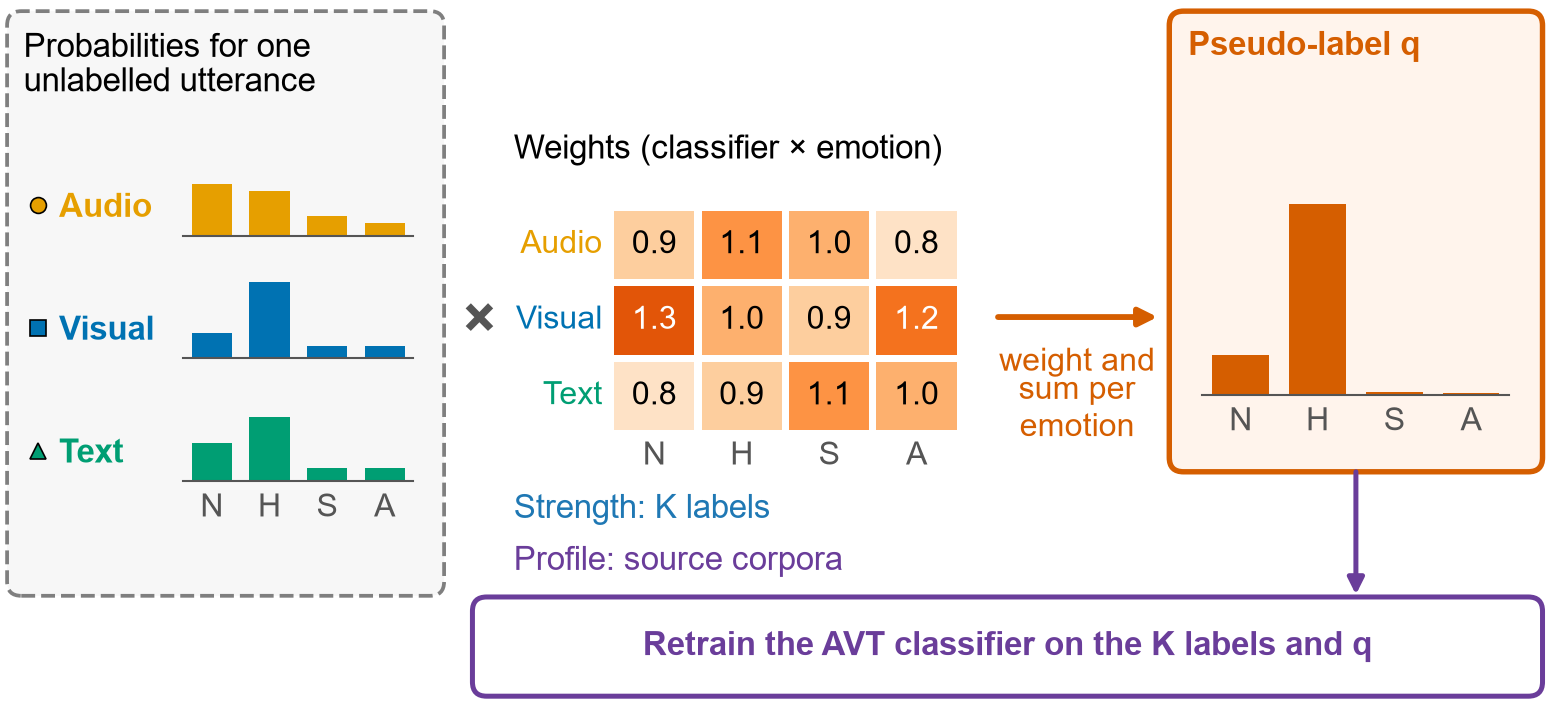 Probabilities for one
unlabelled utterance
Audio
Visual
Text
N H S A
Weights (classifier × emotion)
Audio 0.9 1.1 1.0 0.8
× Visual 1.3 1.0 0.9 1.2
Text 0.8 0.9 1.1 1.0
N H S A
Strength: K labels
Profile: source corpora
weight and
sum per
emotion
Pseudo-label q
N H S A
Retrain the AVT classifier on the K labels and q